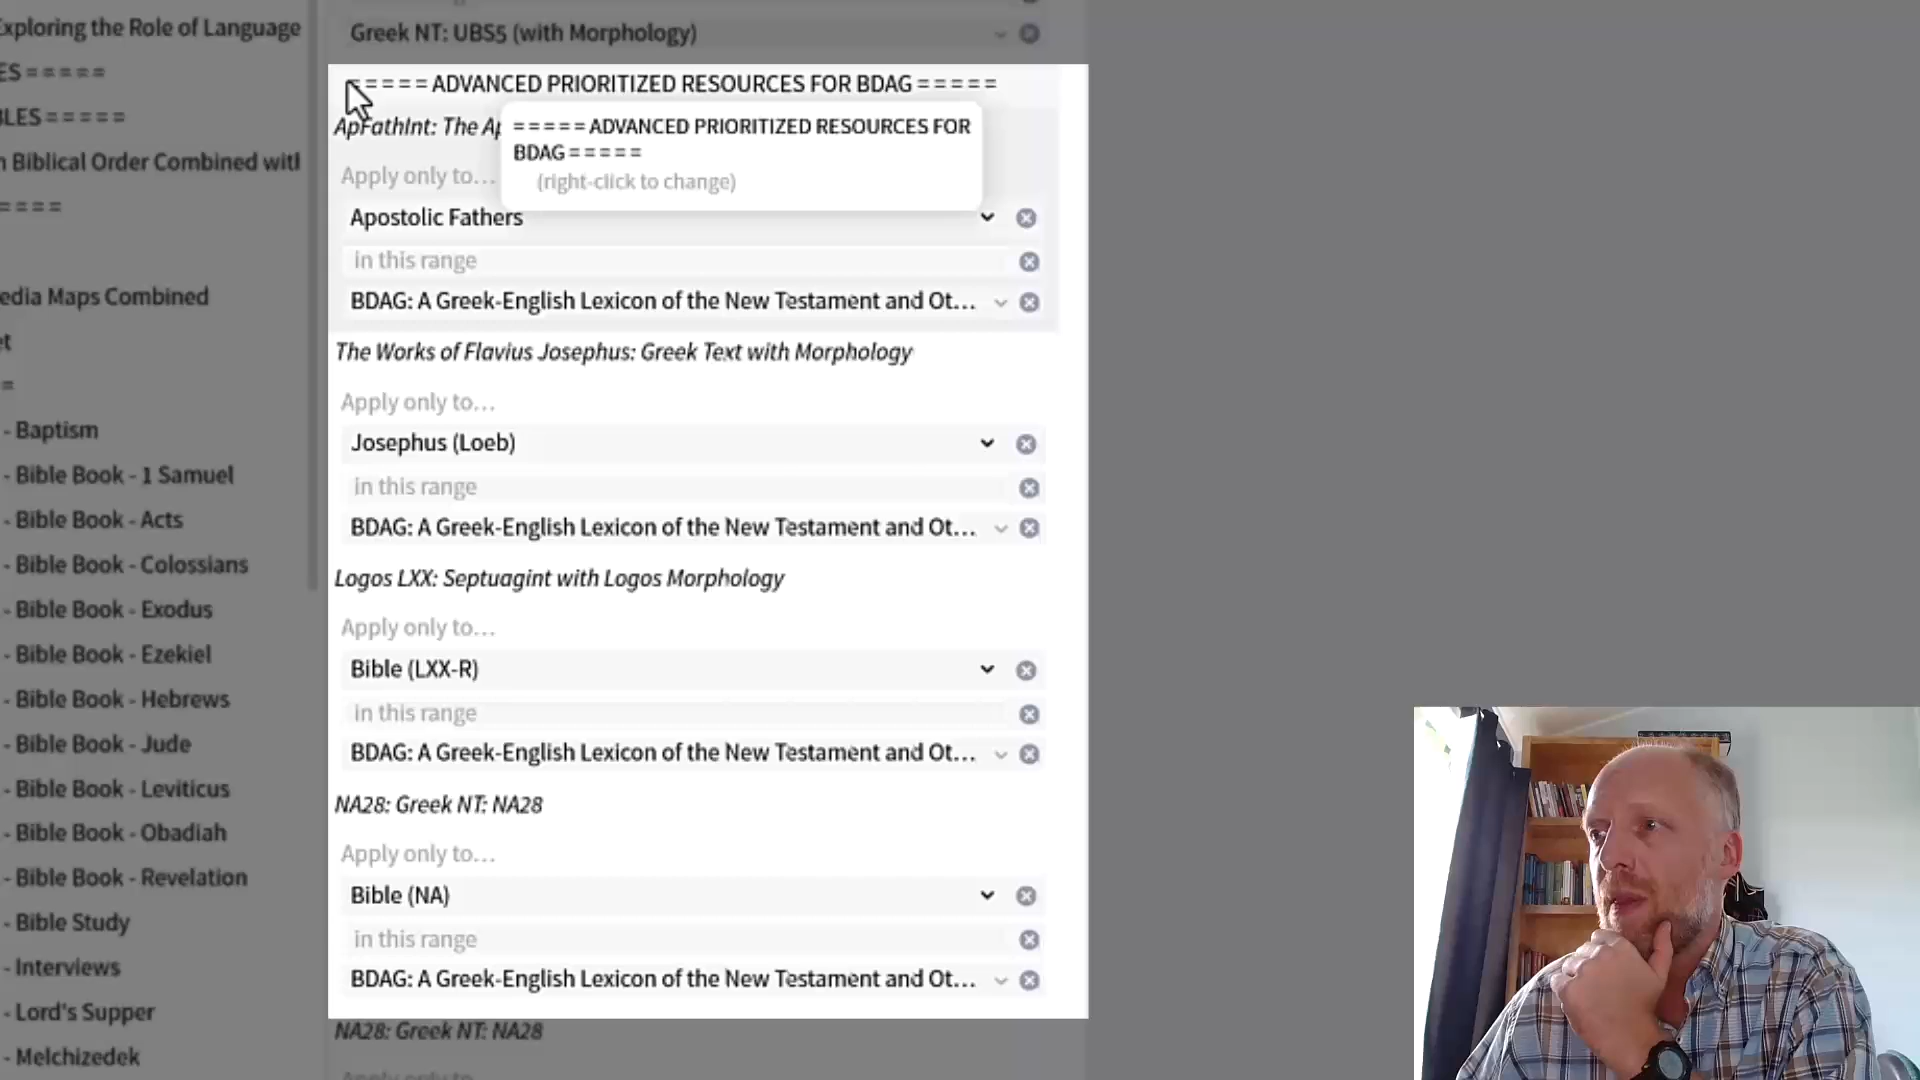 Exploring the Role of Language
ES =====
BLES =====
n Biblical Order Combined with
====
edia Maps Combined
et
=
- Baptism
- Bible Book - 1 Samuel
- Bible Book - Acts
- Bible Book - Colossians
- Bible Book - Exodus
- Bible Book - Ezekiel
- Bible Book - Hebrews
- Bible Book - Jude
- Bible Book - Leviticus
- Bible Book - Obadiah
- Bible Book - Revelation
- Bible Study
- Interviews
- Lord's Supper
- Melchizedek
Greek NT: UBS5 (with Morphology)
===== ADVANCED PRIORITIZED RESOURCES FOR BDAG =====
ApFathInt: The Ap
===== ADVANCED PRIORITIZED RESOURCES FOR
BDAG =====
(right-click to change)
Apply only to...
Apostolic Fathers
in this range
BDAG: A Greek-English Lexicon of the New Testament and Ot...
The Works of Flavius Josephus: Greek Text with Morphology
Apply only to...
Josephus (Loeb)
in this range
BDAG: A Greek-English Lexicon of the New Testament and Ot...
Logos LXX: Septuagint with Logos Morphology
Apply only to...
Bible (LXX-R)
in this range
BDAG: A Greek-English Lexicon of the New Testament and Ot...
NA28: Greek NT: NA28
Apply only to...
Bible (NA)
in this range
BDAG: A Greek-English Lexicon of the New Testament and Ot...
NA28: Greek NT: NA28
Apply only to